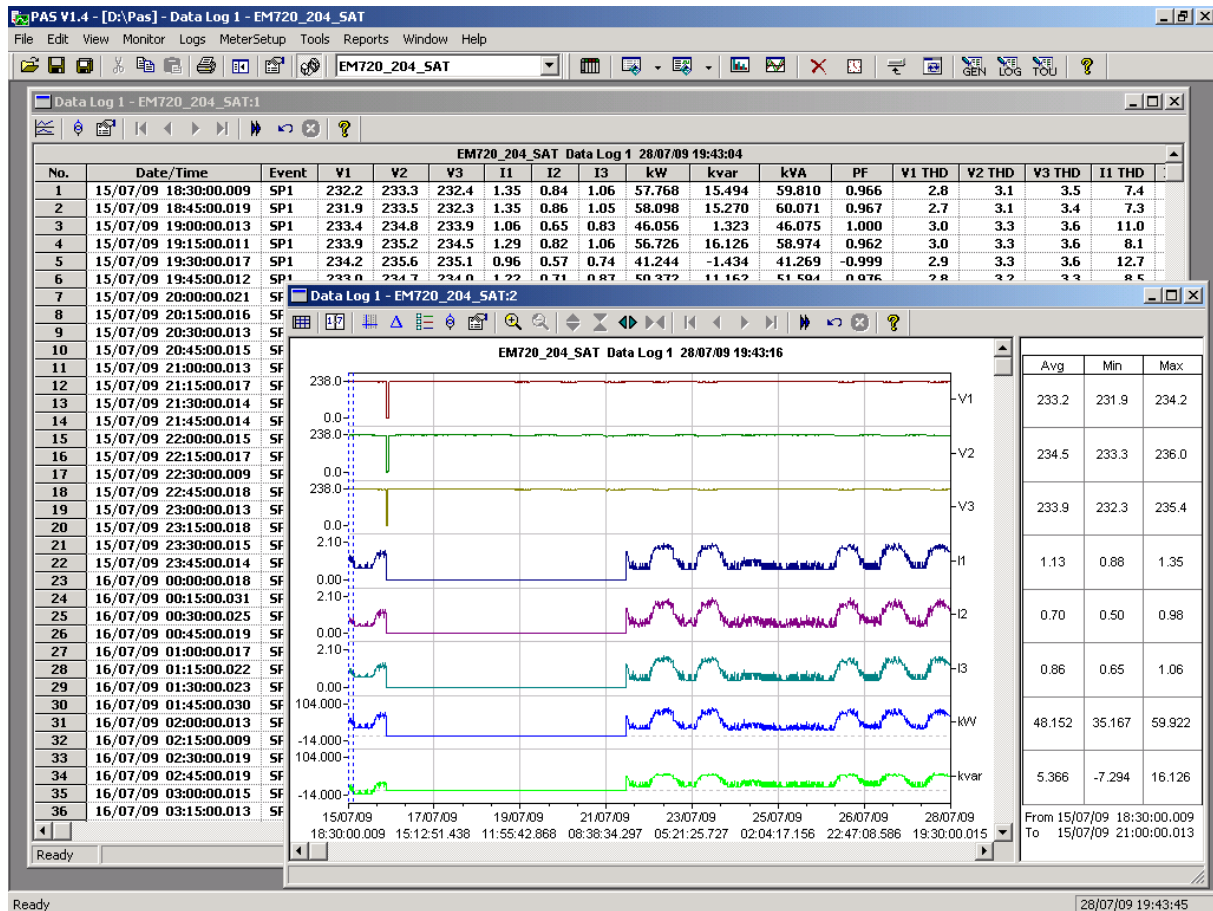 PAS V1.4 - [D:\Pas] - Data Log 1 - EM720_204_SAT
File Edit View Monitor Logs MeterSetup Tools Reports Window Help
EM720_204_SAT GEN LOG TOU
Data Log 1 - EM720_204_SAT:1
EM720_204_SAT Data Log 1 28/07/09 19:43:04
No. Date/Time Event V1 V2 V3 I1 I2 I3 kW kvar kVA PF V1 THD V2 THD V3 THD I1 THD
1 15/07/09 18:30:00.009 SP1 232.2 233.3 232.4 1.35 0.84 1.06 57.768 15.494 59.810 0.966 2.8 3.1 3.5 7.4
2 15/07/09 18:45:00.019 SP1 231.9 233.5 232.3 1.35 0.86 1.05 58.098 15.270 60.071 0.967 2.7 3.1 3.4 7.3
3 15/07/09 19:00:00.013 SP1 233.4 234.8 233.9 1.06 0.65 0.83 46.056 1.323 46.075 1.000 3.0 3.3 3.6 11.0
4 15/07/09 19:15:00.011 SP1 233.9 235.2 234.5 1.29 0.82 1.06 56.726 16.126 58.974 0.962 3.0 3.3 3.6 8.1
5 15/07/09 19:30:00.017 SP1 234.2 235.6 235.1 0.96 0.57 0.74 41.244 -1.434 41.269 -0.999 2.9 3.3 3.6 12.7
6 15/07/09 19:45:00.012 SP1 233.0 234.7 234.0 1.22 0.71 0.87 50.372 11.162 51.594 0.976 2.8 3.2 3.3 8.5
7 15/07/09 20:00:00.021
8 15/07/09 20:15:00.016
9 15/07/09 20:30:00.013
10 15/07/09 20:45:00.015
11 15/07/09 21:00:00.013
12 15/07/09 21:15:00.017
13 15/07/09 21:30:00.014
14 15/07/09 21:45:00.014
15 15/07/09 22:00:00.015
16 15/07/09 22:15:00.017
17 15/07/09 22:30:00.009
18 15/07/09 22:45:00.018
19 15/07/09 23:00:00.013
20 15/07/09 23:15:00.018
21 15/07/09 23:30:00.015
22 15/07/09 23:45:00.014
23 16/07/09 00:00:00.018
24 16/07/09 00:15:00.031
25 16/07/09 00:30:00.025
26 16/07/09 00:45:00.019
27 16/07/09 01:00:00.017
28 16/07/09 01:15:00.022
29 16/07/09 01:30:00.023
30 16/07/09 01:45:00.030
31 16/07/09 02:00:00.013
32 16/07/09 02:15:00.009
33 16/07/09 02:30:00.019
34 16/07/09 02:45:00.019
35 16/07/09 03:00:00.015
36 16/07/09 03:15:00.013
Ready
Data Log 1 - EM720_204_SAT:2
EM720_204_SAT Data Log 1 28/07/09 19:43:16
Avg Min Max
238.0 V1 233.2 231.9 234.2
0.0
238.0 V2 234.5 233.3 236.0
0.0
238.0 V3 233.9 232.3 235.4
0.0
2.10 I1 1.13 0.88 1.35
0.00
2.10 I2 0.70 0.50 0.98
0.00
2.10 I3 0.86 0.65 1.06
0.00
104.000 kW 48.152 35.167 59.922
-14.000
104.000 kvar 5.366 -7.294 16.126
-14.000
15/07/09 17/07/09 19/07/09 21/07/09 23/07/09 25/07/09 26/07/09 28/07/09
18:30:00.009 15:12:51.438 11:55:42.868 08:38:34.297 05:21:25.727 02:04:17.156 22:47:08.586 19:30:00.015
From 15/07/09 18:30:00.009
To 15/07/09 21:00:00.013
Ready 28/07/09 19:43:45